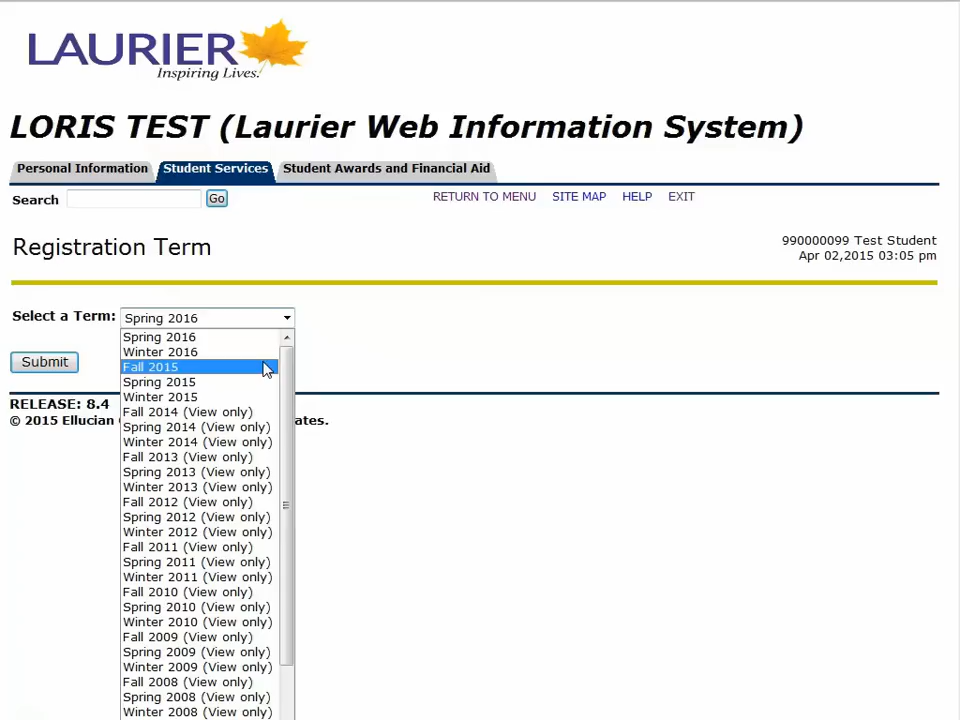 LAURIER
Inspiring Lives.
LORIS TEST (Laurier Web Information System)
Personal Information Student Services Student Awards and Financial Aid
Search Go RETURN TO MENU SITE MAP HELP EXIT
Registration Term
990000099 Test Student
Apr 02,2015 03:05 pm
Select a Term: Spring 2016
Spring 2016
Winter 2016
Submit
Fall 2015
Spring 2015
Winter 2015
RELEASE: 8.4
Fall 2014 (View only)
© 2015 Ellucian
Spring 2014 (View only)
Winter 2014 (View only)
Fall 2013 (View only)
Spring 2013 (View only)
Winter 2013 (View only)
Fall 2012 (View only)
Spring 2012 (View only)
Winter 2012 (View only)
Fall 2011 (View only)
Spring 2011 (View only)
Winter 2011 (View only)
Fall 2010 (View only)
Spring 2010 (View only)
Winter 2010 (View only)
Fall 2009 (View only)
Spring 2009 (View only)
Winter 2009 (View only)
Fall 2008 (View only)
Spring 2008 (View only)
Winter 2008 (View only)